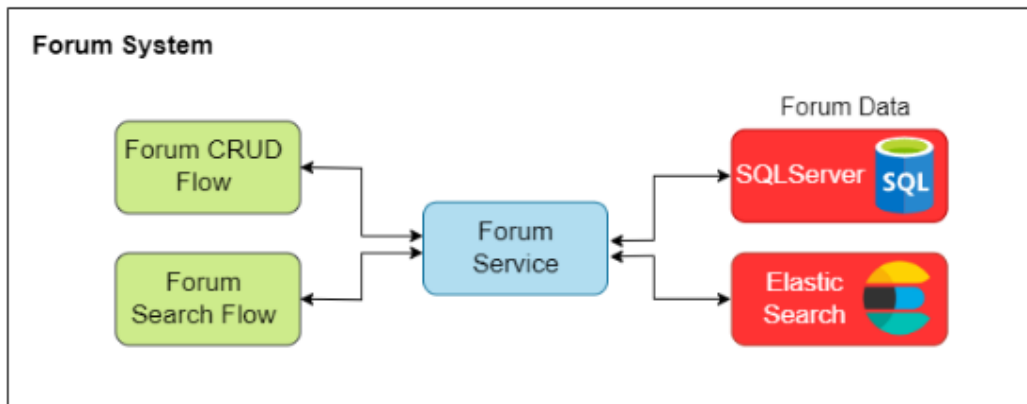 Forum System
Forum Data
Forum CRUD
Flow
SQLServer
SQL
Forum
Service
Forum
Search Flow
Elastic
Search